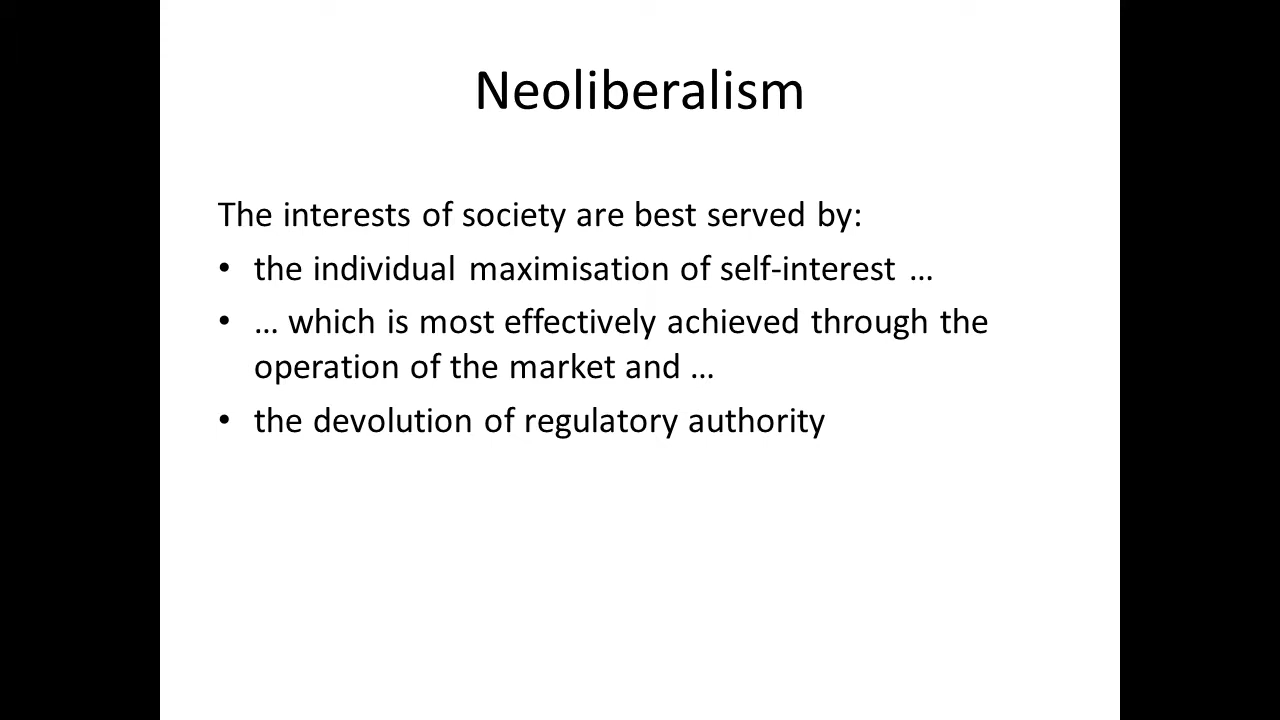 Neoliberalism
The interests of society are best served by:
• the individual maximisation of self-interest …
• … which is most effectively achieved through the
operation of the market and …
• the devolution of regulatory authority